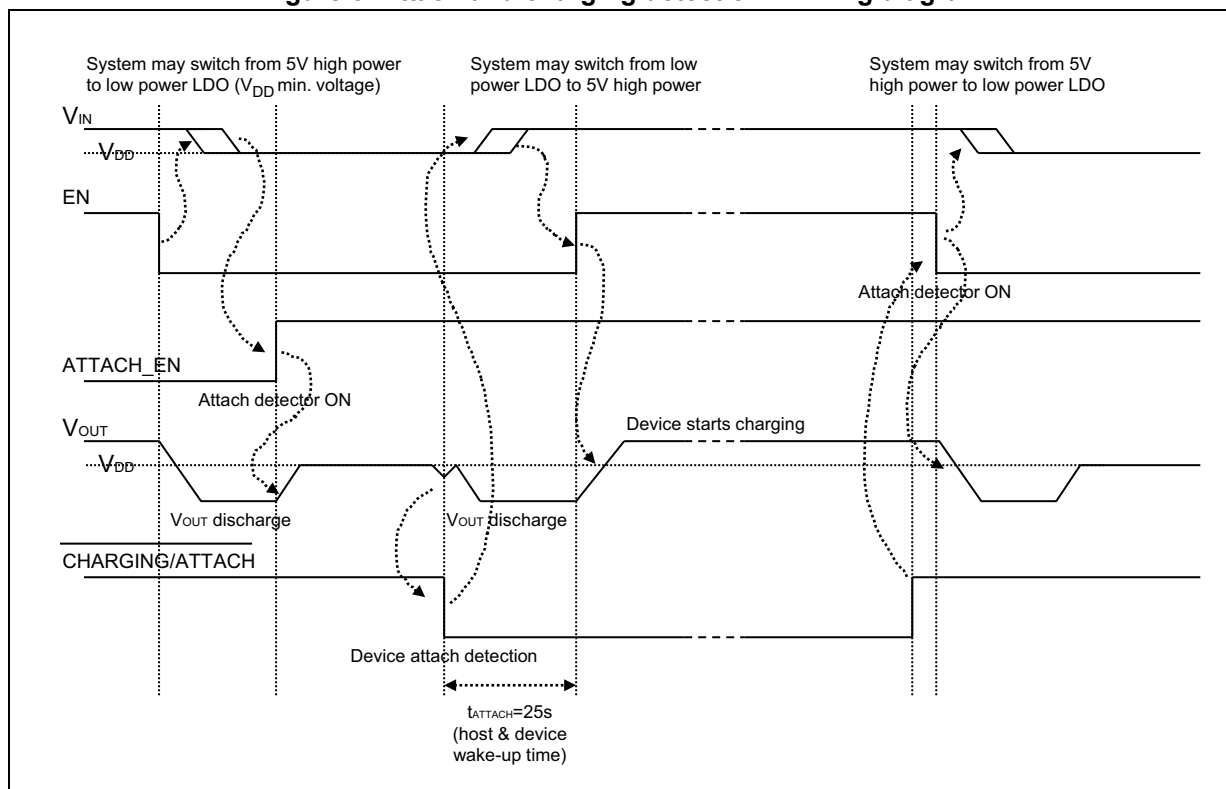 System may switch from 5V high power
to low power LDO (VDD min. voltage)
System may switch from low
power LDO to 5V high power
System may switch from 5V
high power to low power LDO
VIN
VDD
EN
Attach detector ON
ATTACH_EN
Attach detector ON
VOUT
Device starts charging
VDD
VOUT discharge
VOUT discharge
CHARGING/ATTACH
Device attach detection
tATTACH=25s
(host & device
wake-up time)